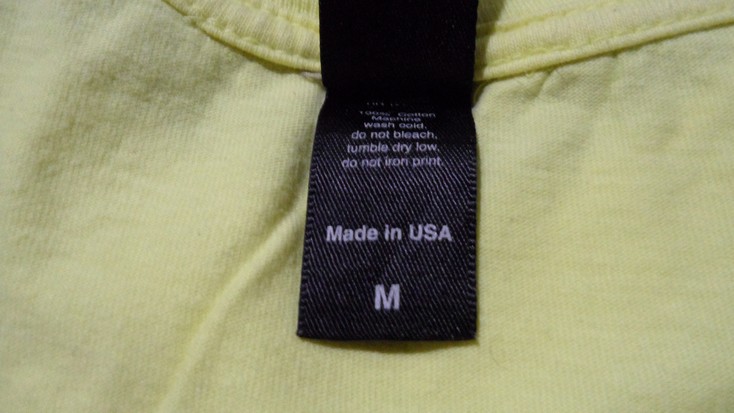 100% Cotton
Machine
wash cold,
do not bleach,
tumble dry low,
do not iron print.
Made in USA
M